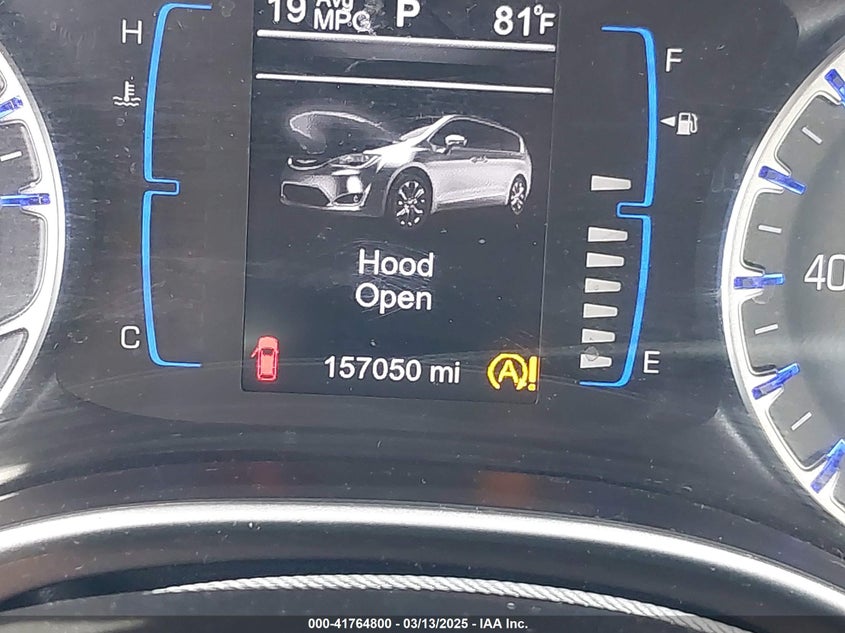 19 Avg MPG P 81°F
H
F
Hood
Open
C
E
157050 mi
A!
40
000-41764800 - 03/13/2025 - IAA Inc.